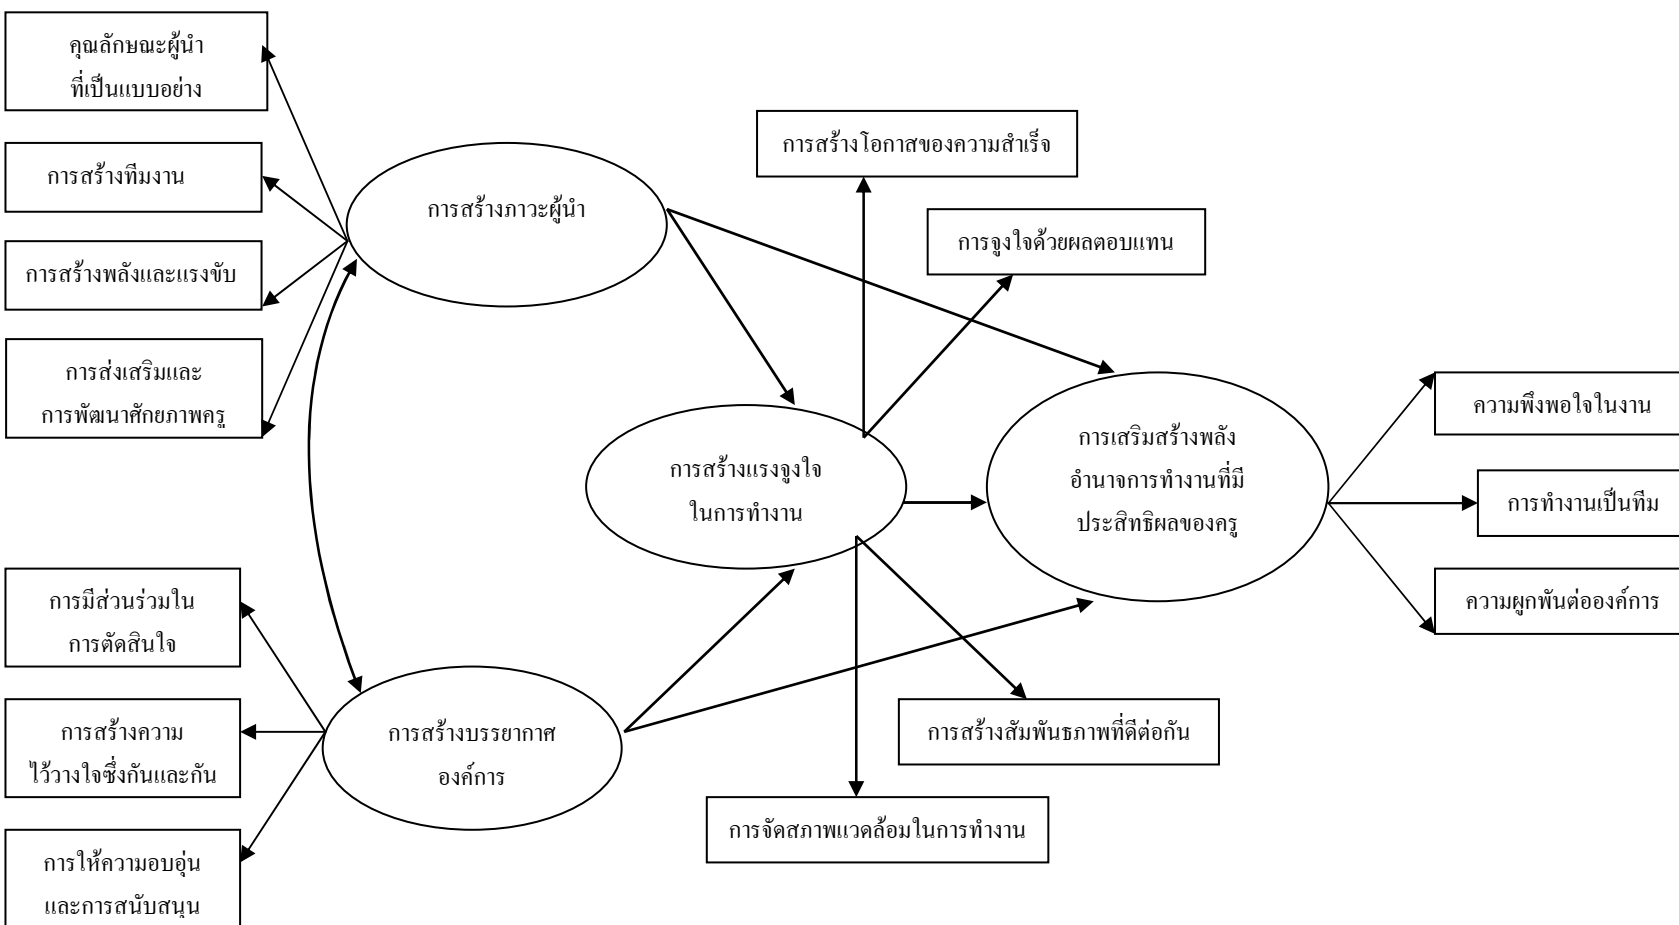 คุณลักษณะผู้นำ
ที่เป็นแบบอย่าง
การสร้างทีมงาน
การสร้างพลังและแรงขับ
การส่งเสริมและ
การพัฒนาศักยภาพครู
การมีส่วนร่วมใน
การตัดสินใจ
การสร้างความ
ไว้วางใจซึ่งกันและกัน
การให้ความอบอุ่น
และการสนับสนุน
การสร้างภาวะผู้นำ
การสร้างบรรยากาศ
องค์การ
การสร้างโอกาสของความสำเร็จ
การจูงใจด้วยผลตอบแทน
การสร้างแรงจูงใจ
ในการทำงาน
การสร้างสัมพันธภาพที่ดีต่อกัน
การจัดสภาพแวดล้อมในการทำงาน
การเสริมสร้างพลัง
อำนาจการทำงานที่มี
ประสิทธิผลของครู
ความพึงพอใจในงาน
การทำงานเป็นทีม
ความผูกพันต่อองค์การ